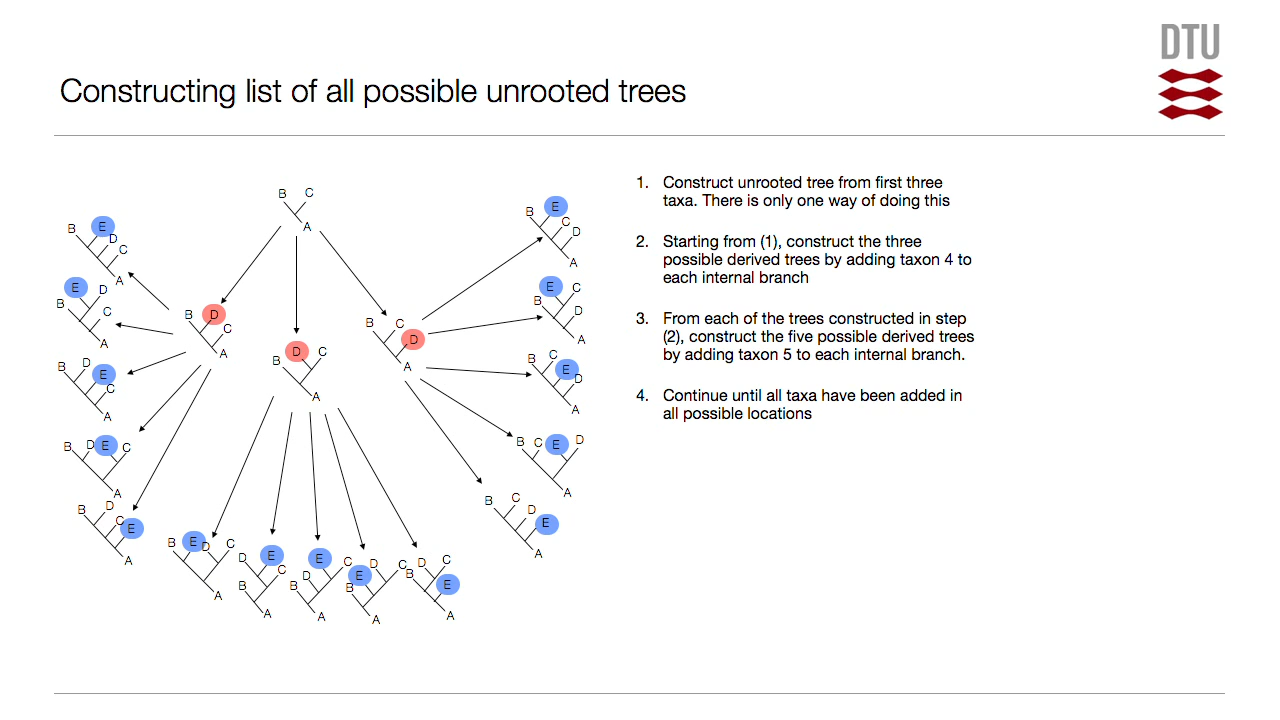 DTU
Constructing list of all possible unrooted trees
B C
A
B E D C A
E D B C A
B D E C A
B D E C A
B D C E A
B D C A
B D C A
B C D A
B E C D A
E C B D A
B C E D A
B C E D A
B C D E A
B E D C A
D E C B A
E C D B A
C D E B A
D C B E A
1. Construct unrooted tree from first three
taxa. There is only one way of doing this
2. Starting from (1), construct the three
possible derived trees by adding taxon 4 to
each internal branch
3. From each of the trees constructed in step
(2), construct the five possible derived trees
by adding taxon 5 to each internal branch.
4. Continue until all taxa have been added in
all possible locations